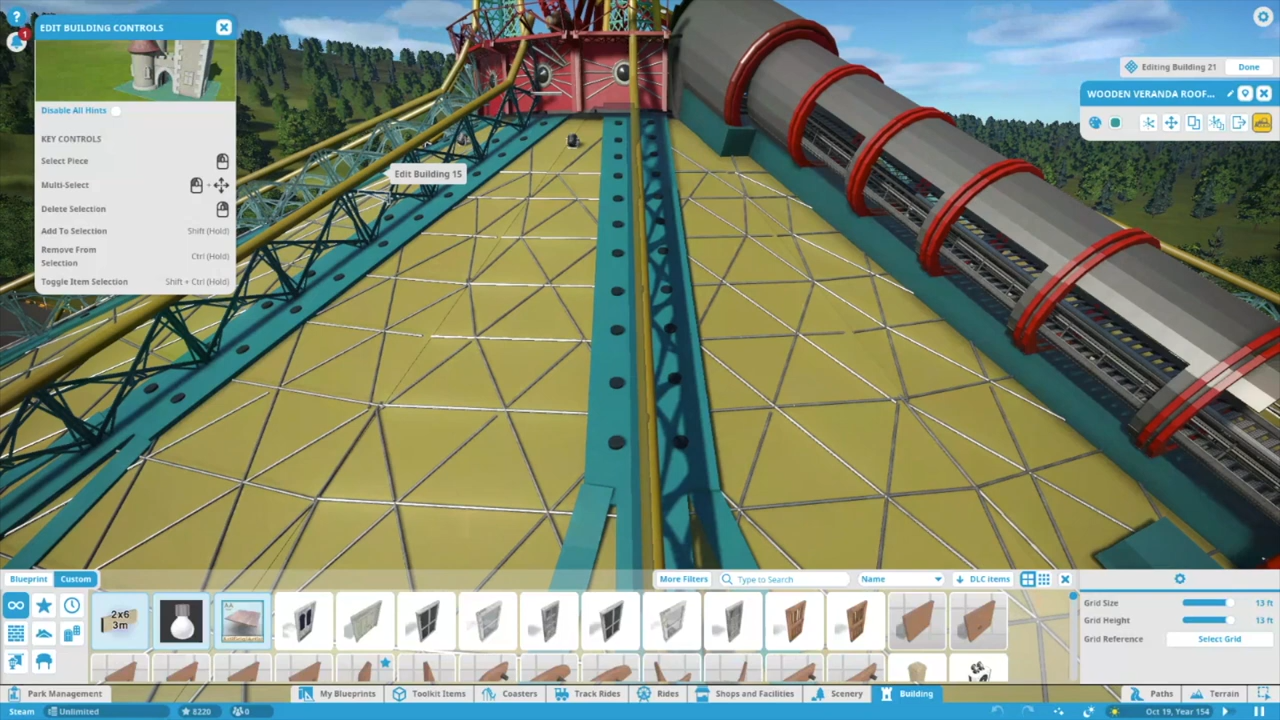 ?
1
EDIT BUILDING CONTROLS
Disable All Hints
KEY CONTROLS
Select Piece
Multi-Select
Delete Selection
Add To Selection Shift (Hold)
Remove From Selection Ctrl (Hold)
Toggle Item Selection Shift + Ctrl (Hold)
Edit Building 15
Editing Building 21 Done
WOODEN VERANDA ROOF...
Blueprint Custom
More Filters Type to Search Name DLC items
2x6
3m
Grid Size 13 ft
Grid Height 13 ft
Grid Reference Select Grid
Park Management My Blueprints Toolkit Items Coasters Track Rides Rides Shops and Facilities Scenery Building Paths Terrain
Steam Unlimited 8220 0 Oct 19, Year 154